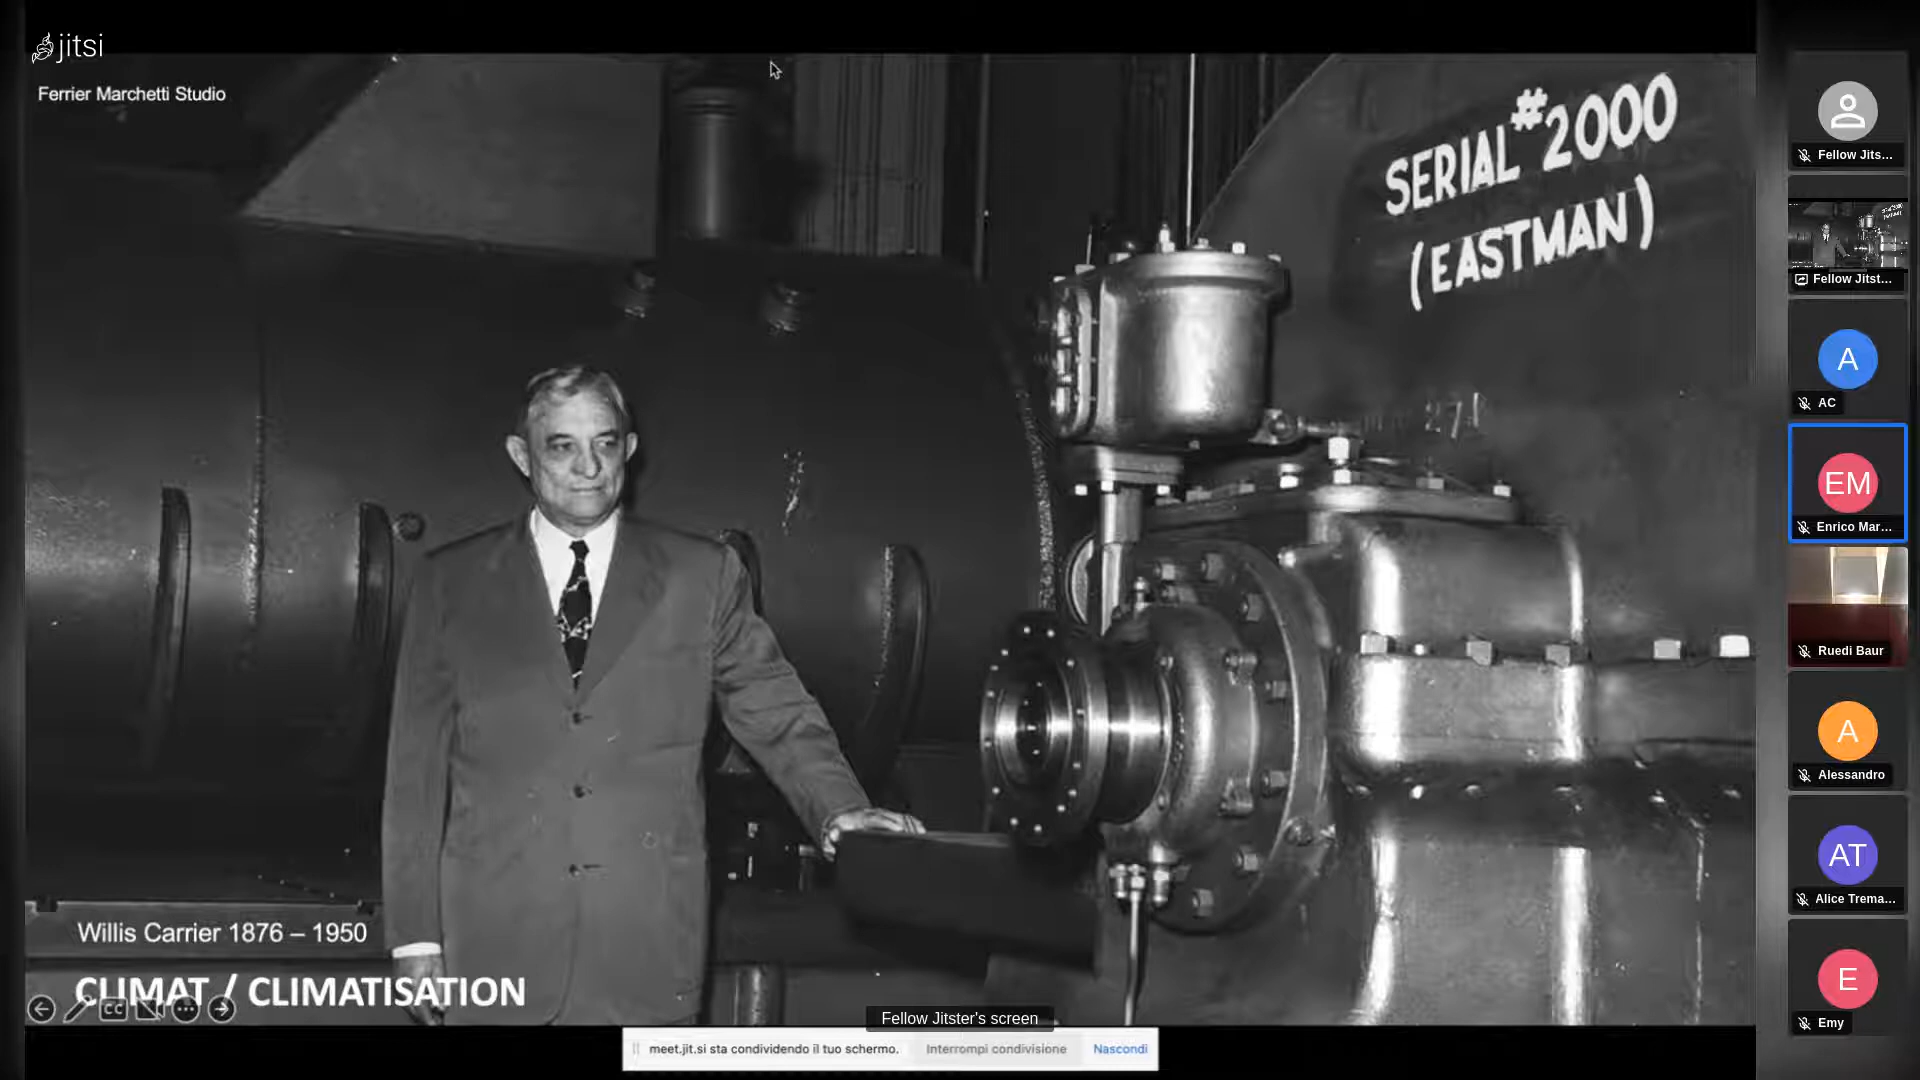 jitsi
Ferrier Marchetti Studio
SERIAL #2000
(EASTMAN)
Willis Carrier 1876 – 1950
CLIMAT / CLIMATISATION
CC
Fellow Jitster's screen
meet.jit.si sta condividendo il tuo schermo.
Interrompi condivisione
Nascondi
Fellow Jits...
Fellow Jitst...
A
AC
EM
Enrico Mar...
Ruedi Baur
A
Alessandro
AT
Alice Trema...
E
Emy